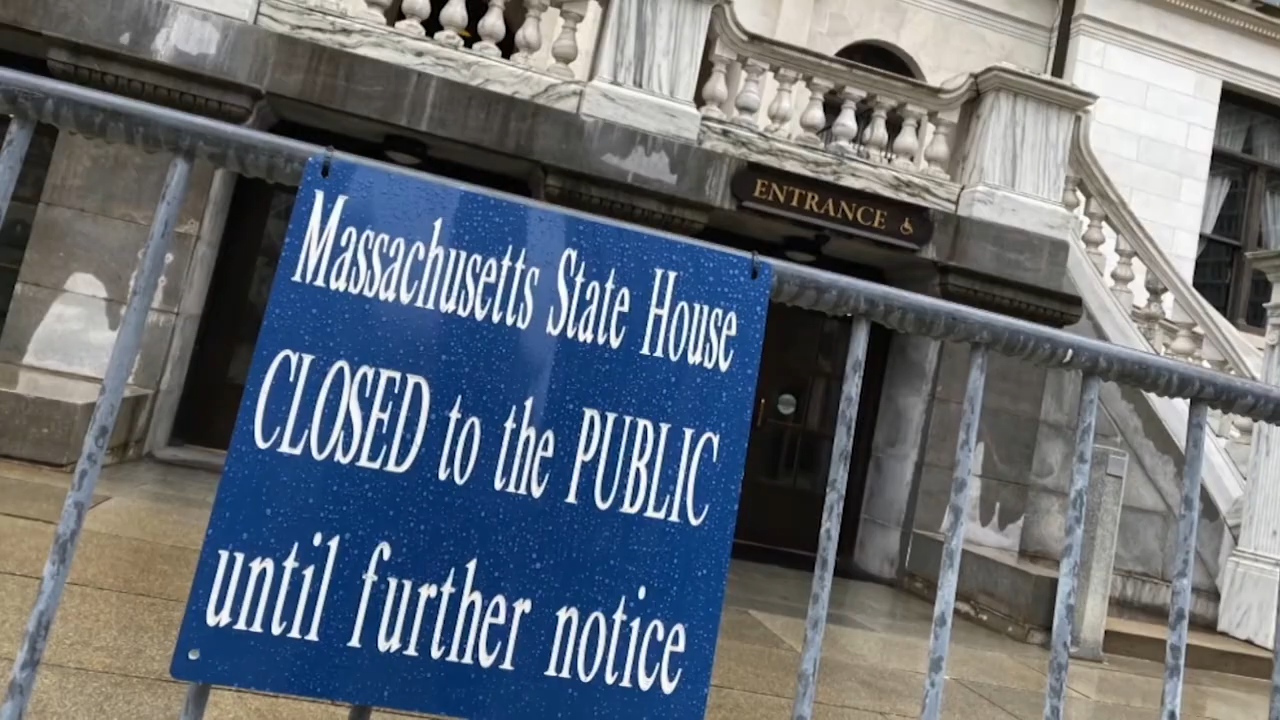 ENTRANCE
Massachusetts State House
CLOSED to the PUBLIC
until further notice